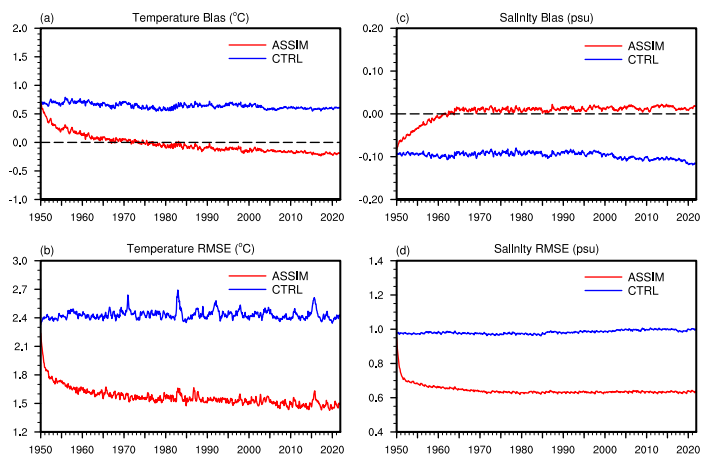 (a) Temperature Bias (°C)
2.0
1.5
1.0
0.5
0.0
-0.5
-1.0
ASSIM
CTRL
1950 1960 1970 1980 1990 2000 2010 2020
(c) Salinity Bias (psu)
0.20
0.10
0.00
-0.10
-0.20
ASSIM
CTRL
1950 1960 1970 1980 1990 2000 2010 2020
(b) Temperature RMSE (°C)
3.0
2.7
2.4
2.1
1.8
1.5
1.2
ASSIM
CTRL
1950 1960 1970 1980 1990 2000 2010 2020
(d) Salinity RMSE (psu)
1.4
1.2
1.0
0.8
0.6
0.4
ASSIM
CTRL
1950 1960 1970 1980 1990 2000 2010 2020